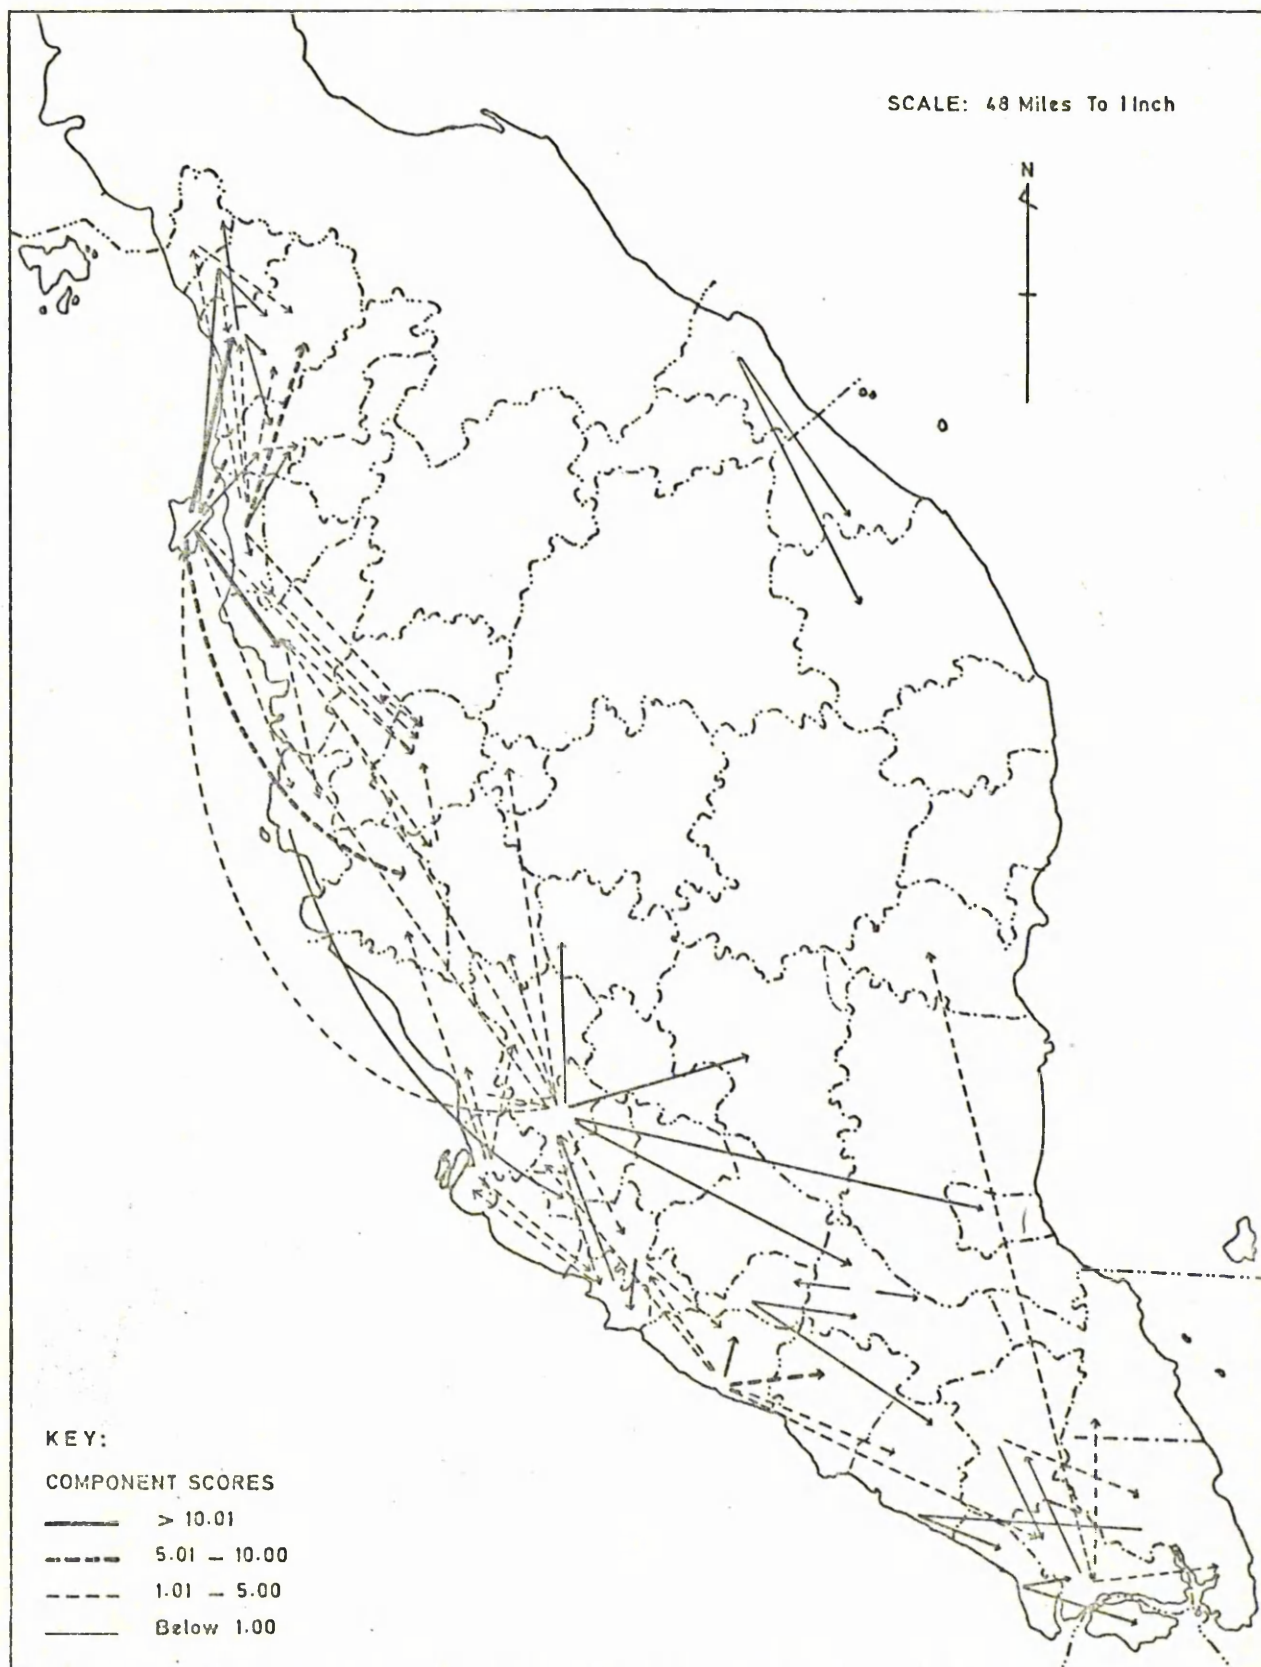 SCALE: 48 Miles To 1 Inch
N
KEY:
COMPONENT SCORES
> 10.01
5.01 – 10.00
1.01 – 5.00
Below 1.00